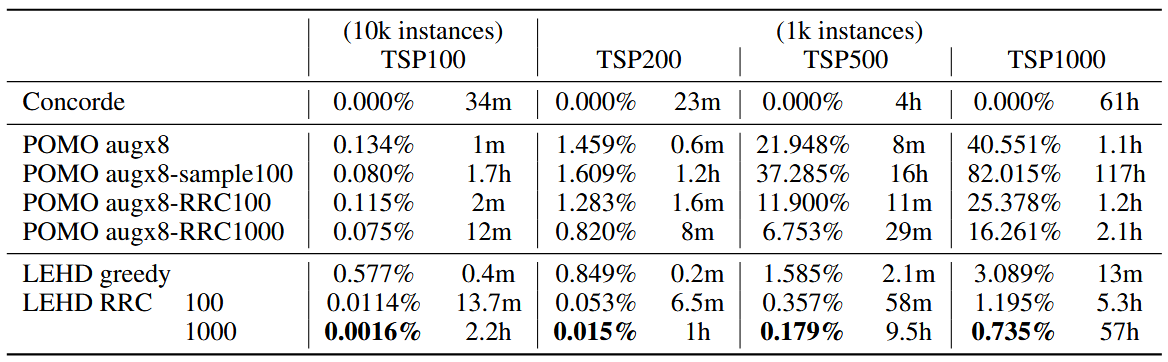 (10k instances) (1k instances)
TSP100 TSP200 TSP500 TSP1000
Concorde 0.000% 34m 0.000% 23m 0.000% 4h 0.000% 61h
POMO augx8 0.134% 1m 1.459% 0.6m 21.948% 8m 40.551% 1.1h
POMO augx8-sample100 0.080% 1.7h 1.609% 1.2h 37.285% 16h 82.015% 117h
POMO augx8-RRC100 0.115% 2m 1.283% 1.6m 11.900% 11m 25.378% 1.2h
POMO augx8-RRC1000 0.075% 12m 0.820% 8m 6.753% 29m 16.261% 2.1h
LEHD greedy 0.577% 0.4m 0.849% 0.2m 1.585% 2.1m 3.089% 13m
LEHD RRC 100 0.0114% 13.7m 0.053% 6.5m 0.357% 58m 1.195% 5.3h
1000 0.0016% 2.2h 0.015% 1h 0.179% 9.5h 0.735% 57h